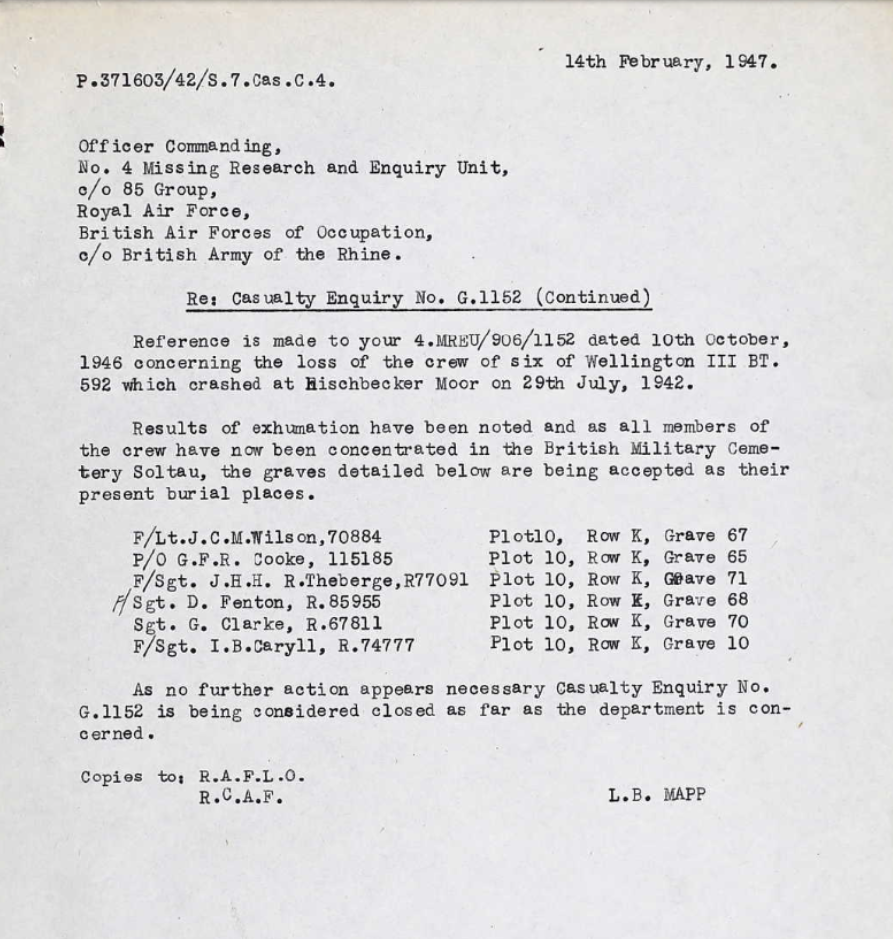 14th February, 1947.
P.371603/42/S.7.Cas.C.4.
Officer Commanding,
No. 4 Missing Research and Enquiry Unit,
c/o 85 Group,
Royal Air Force,
British Air Forces of Occupation,
c/o British Army of the Rhine.
Re: Casualty Enquiry No. G.1152 (Continued)
Reference is made to your 4.MREU/906/1152 dated 10th October,
1946 concerning the loss of the crew of six of Wellington III BT.
592 which crashed at Hischbecker Moor on 29th July, 1942.
Results of exhumation have been noted and as all members of
the crew have now been concentrated in the British Military Ceme-
tery Soltau, the graves detailed below are being accepted as their
present burial places.
F/Lt.J.C.M.Wilson,70884 Plot10, Row K, Grave 67
P/O G.F.R. Cooke, 115185 Plot 10, Row K, Grave 65
F/Sgt. J.H.H. R.Theberge,R77091 Plot 10, Row K, Grave 71
F/Sgt. D. Fenton, R.85955 Plot 10, Row K, Grave 68
Sgt. G. Clarke, R.67811 Plot 10, Row K, Grave 70
F/Sgt. I.B.Caryll, R.74777 Plot 10, Row K, Grave 10
As no further action appears necessary Casualty Enquiry No.
G.1152 is being considered closed as far as the department is con-
cerned.
Copies to: R.A.F.L.O.
R.C.A.F. L.B. MAPP